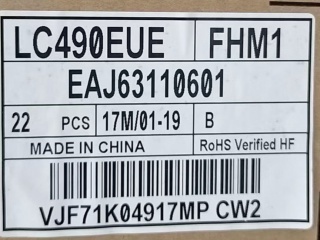 LC490EUE FHM1
EAJ63110601
22 PCS 17M/01-19 B
MADE IN CHINA RoHS Verified HF
VJF71K04917MP CW2